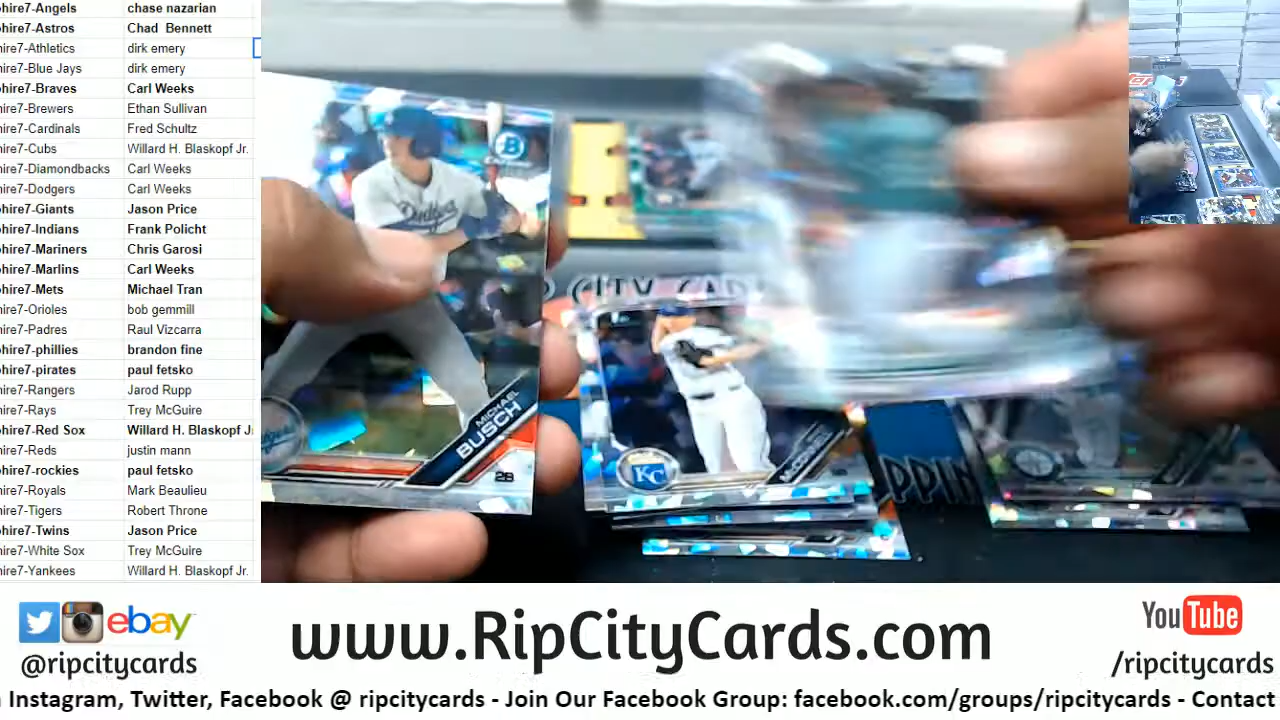 hire7-Angels chase nazarian
hire7-Astros Chad Bennett
hire7-Athletics dirk emery
hire7-Blue Jays dirk emery
hire7-Braves Carl Weeks
hire7-Brewers Ethan Sullivan
hire7-Cardinals Fred Schultz
hire7-Cubs Willard H. Blaskopf Jr.
hire7-Diamondbacks Carl Weeks
hire7-Dodgers Carl Weeks
hire7-Giants Jason Price
hire7-Indians Frank Policht
hire7-Mariners Chris Garosi
hire7-Marlins Carl Weeks
hire7-Mets Michael Tran
hire7-Orioles bob gemmill
hire7-Padres Raul Vizcarra
hire7-phillies brandon fine
hire7-pirates paul fetsko
hire7-Rangers Jarod Rupp
hire7-Rays Trey McGuire
hire7-Red Sox Willard H. Blaskopf J
hire7-Reds justin mann
hire7-rockies paul fetsko
hire7-Royals Mark Beaulieu
hire7-Tigers Robert Throne
hire7-Twins Jason Price
hire7-White Sox Trey McGuire
hire7-Yankees Willard H. Blaskopf Jr.
B
Dodgers
MICHAEL
BUSCH
2B
P CITY CAR
KC
PPIN
ebay
@ripcitycards
www.RipCityCards.com
YouTube
/ripcitycards
Instagram, Twitter, Facebook @ ripcitycards - Join Our Facebook Group: facebook.com/groups/ripcitycards - Contact